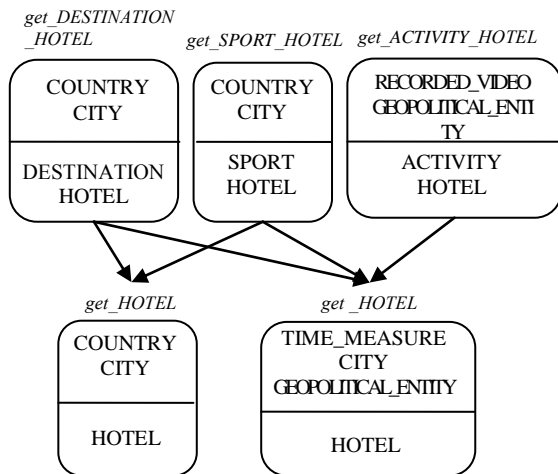 get_DESTINATION
_HOTEL
get_SPORT_HOTEL
get_ACTIVITY_HOTEL
COUNTRY
CITY
DESTINATION
HOTEL
COUNTRY
CITY
SPORT
HOTEL
RECORDED_VIDEO
GEOPOLITICAL_ENTI
TY
ACTIVITY
HOTEL
get_HOTEL
COUNTRY
CITY
HOTEL
get _HOTEL
TIME_MEASURE
CITY
GEOPOLITICAL_ENTITY
HOTEL